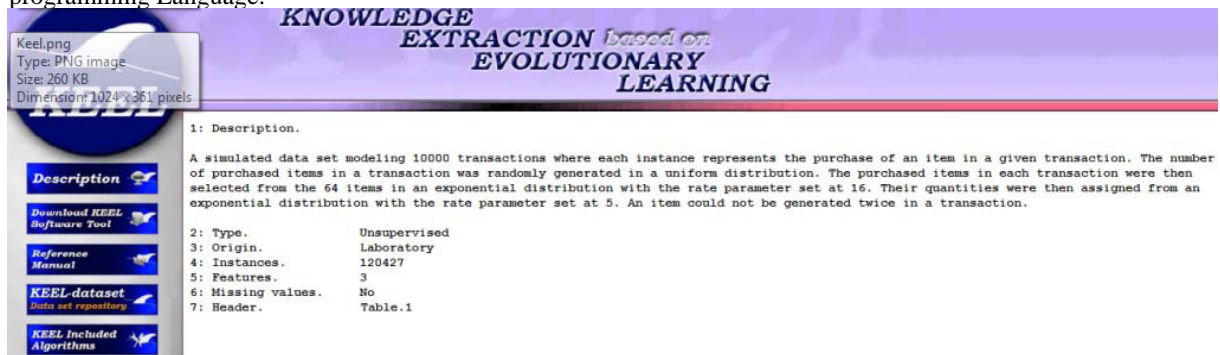 programming Language.
KNOWLEDGE
EXTRACTION based on
EVOLUTIONARY
LEARNING
Keel.png
Type: PNG image
Size: 260 KB
Dimension: 1024 x 361 pixels
KEEL
Description
Download KEEL
Software Tool
Reference
Manual
KEEL-dataset
Data set repository
KEEL Included
Algorithms
1: Description.
A simulated data set modeling 10000 transactions where each instance represents the purchase of an item in a given transaction. The number
of purchased items in a transaction was randomly generated in a uniform distribution. The purchased items in each transaction were then
selected from the 64 items in an exponential distribution with the rate parameter set at 16. Their quantities were then assigned from an
exponential distribution with the rate parameter set at 5. An item could not be generated twice in a transaction.
2: Type. Unsupervised
3: Origin. Laboratory
4: Instances. 120427
5: Features. 3
6: Missing values. No
7: Header. Table.1